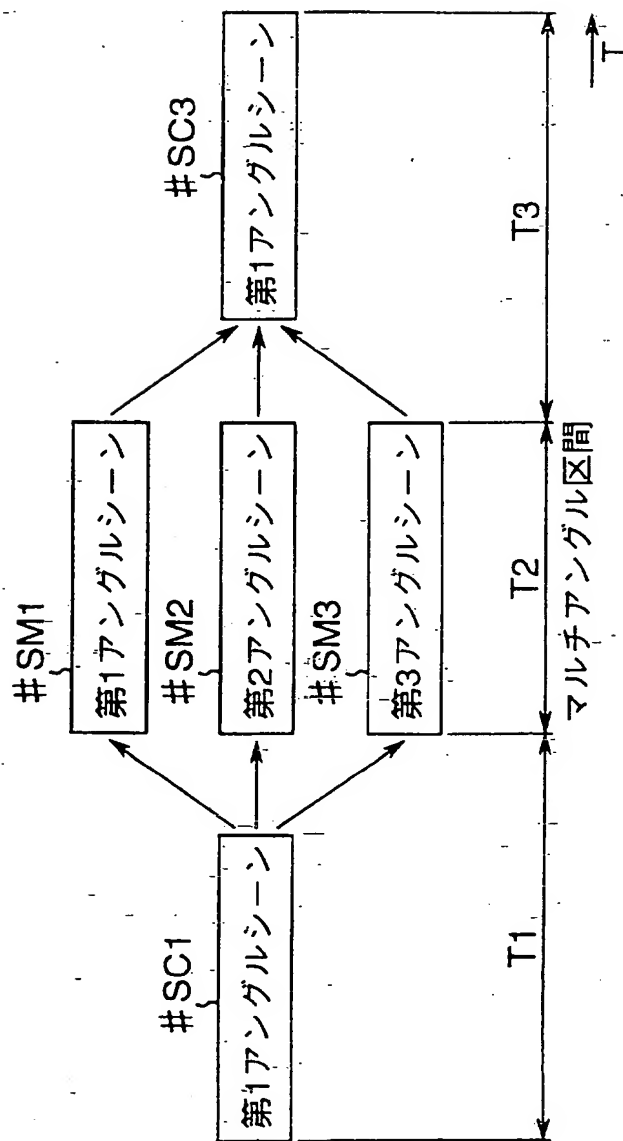 #SC1
第1アングルシーン
#SM1
第1アングルシーン
#SM2
第2アングルシーン
#SM3
第3アングルシーン
#SC3
第1アングルシーン
T1
T2
T3
マルチアングル区間
T